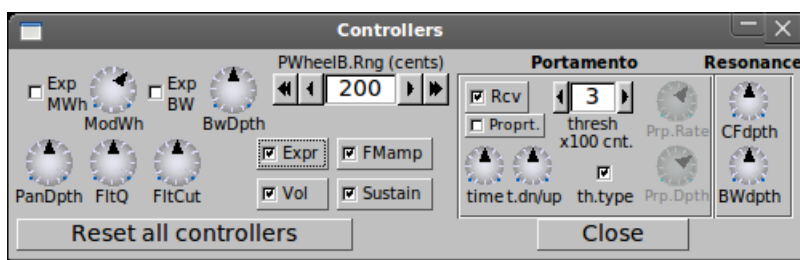 Controllers
Exp
MWh
ModWh
Exp
BW
BwDpth
PWheelB.Rng (cents)
200
PanDpth
FltQ
FltCut
Expr
FMamp
Vol
Sustain
Portamento
Rcv
Proprt.
3
thresh
x100 cnt.
Prp.Rate
time
t.dn/up
th.type
Prp.Dpth
Resonance
CFdpth
BWdpth
Reset all controllers
Close